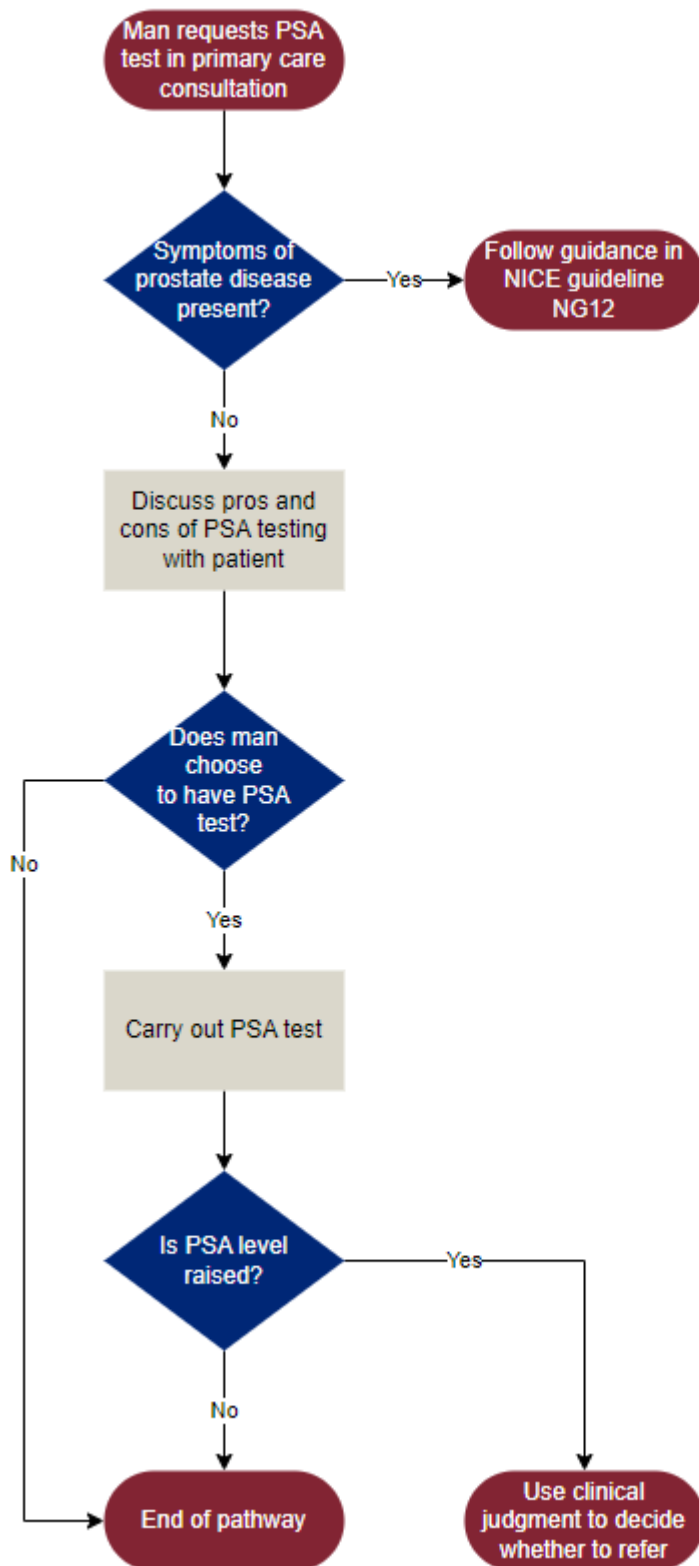 Man requests PSA
test in primary care
consultation
Symptoms of
prostate disease
present?
Yes
Follow guidance in
NICE guideline
NG12
No
Discuss pros and
cons of PSA testing
with patient
Does man
choose
to have PSA
test?
No
Yes
Carry out PSA test
Is PSA level
raised?
Yes
No
End of pathway
Use clinical
judgment to decide
whether to refer